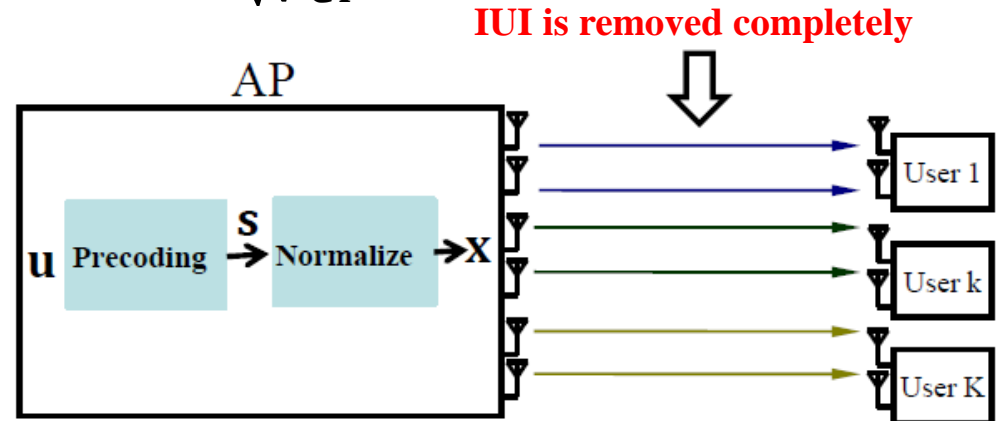 IUI is removed completely
AP
u Precoding s Normalize x
User 1
User k
User K